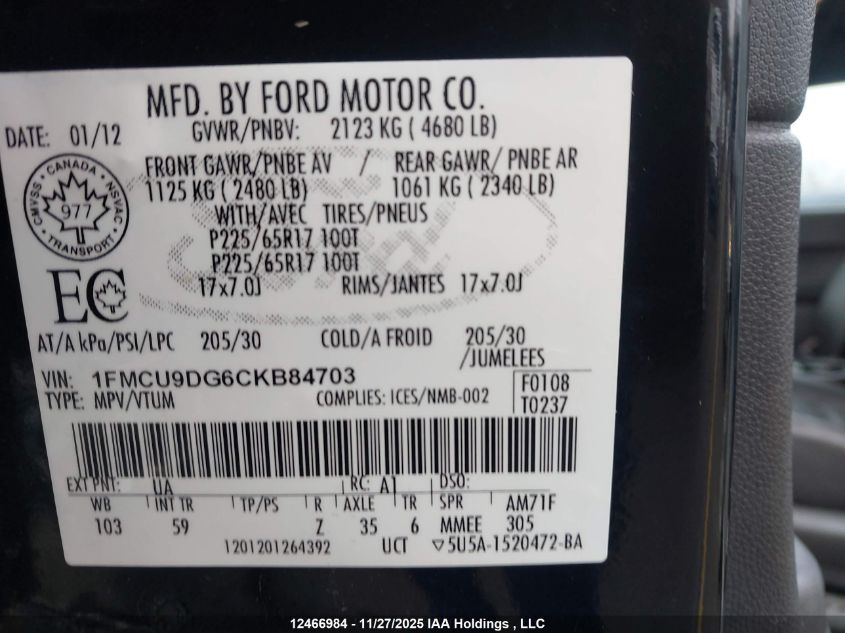 MFD. BY FORD MOTOR CO.
DATE: 01/12 GVWR/PNBV: 2123 KG ( 4680 LB)
FRONT GAWR/PNBE AV / REAR GAWR/ PNBE AR
1125 KG ( 2480 LB) 1061 KG ( 2340 LB)
CANADA CMVSS NSVAC 977 TRANSPORT
WITH/AVEC TIRES/PNEUS
P225/65R17 100T
P225/65R17 100T
EC
17x7.0J RIMS/JANTES 17x7.0J
AT/A kPa/PSI/LPC 205/30 COLD/A FROID 205/30
/JUMELEES
VIN: 1FMCU9DG6CKB84703 F0108
TYPE: MPV/VTUM COMPLIES: ICES/NMB-002 T0237
EXT PNT: UA RC: A1 DSO:
WB INT TR TP/PS R AXLE TR SPR AM71F
103 59 Z 35 6 MMEE 305
1201201264392 UCT ▽5U5A-1520472-BA
12466984 - 11/27/2025 IAA Holdings , LLC